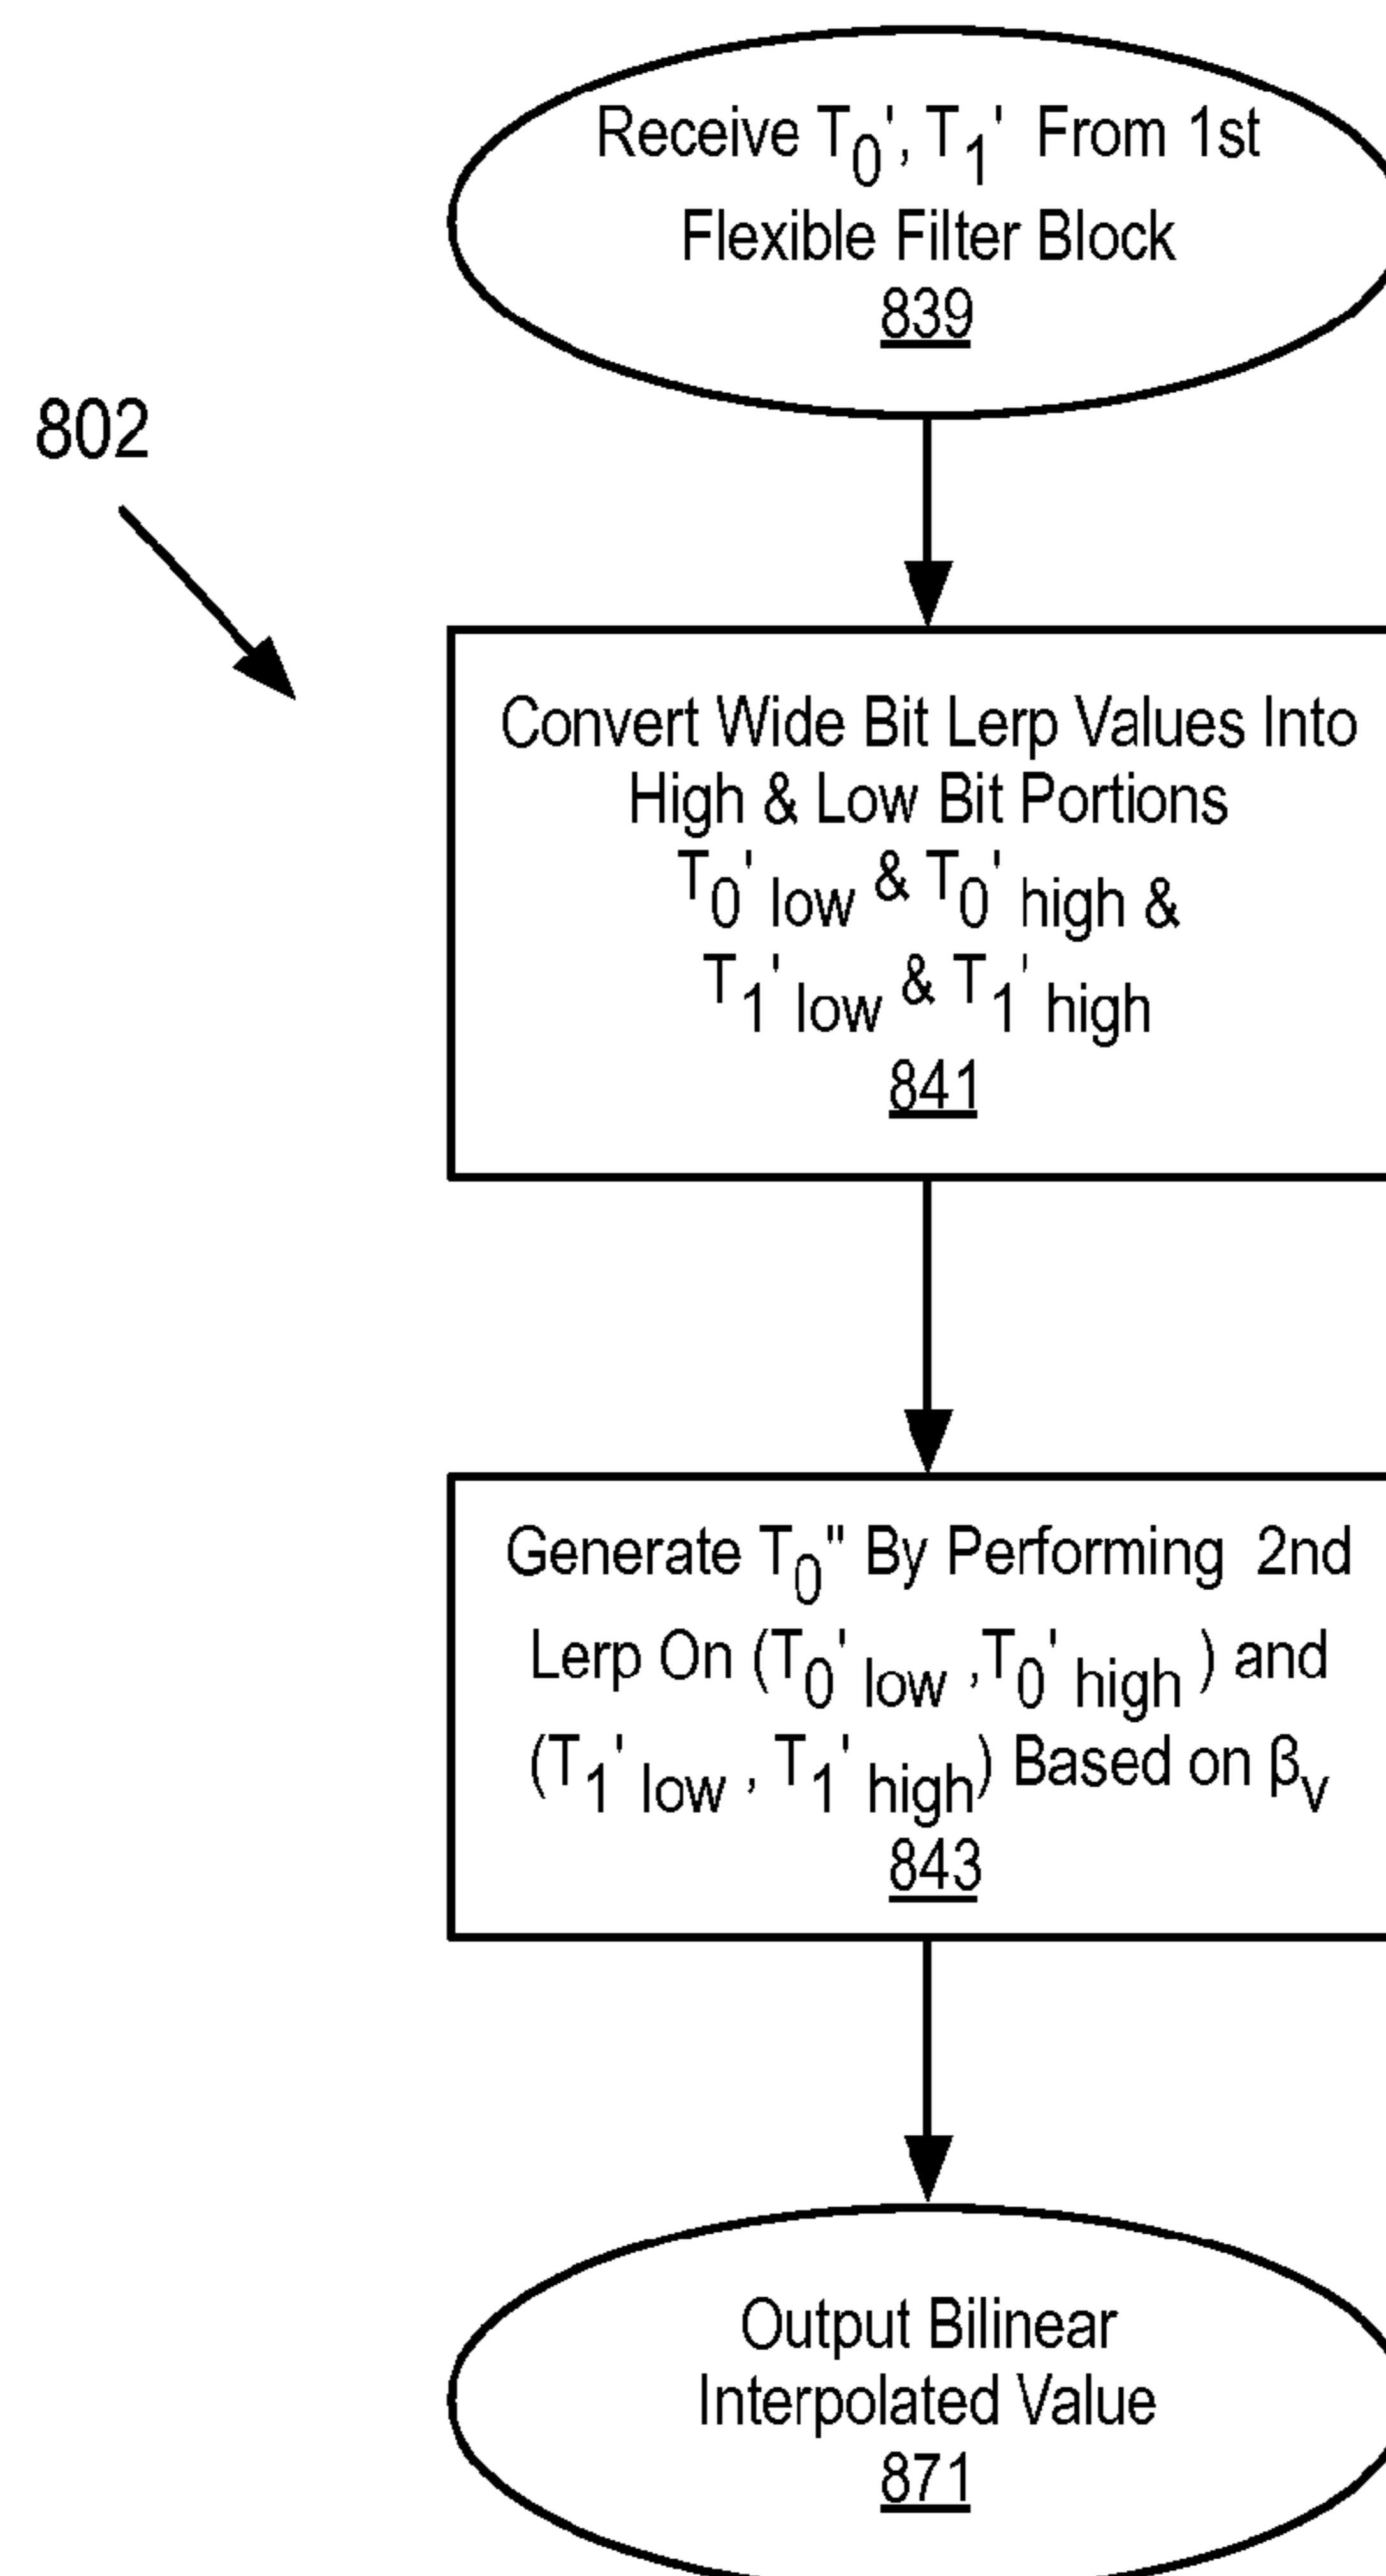 Receive T0', T1' From 1st
Flexible Filter Block
839
802
Convert Wide Bit Lerp Values Into
High & Low Bit Portions
T0' low & T0' high &
T1' low & T1' high
841
Generate T0" By Performing 2nd
Lerp On (T0' low ,T0' high ) and
(T1' low , T1' high) Based on βv
843
Output Bilinear
Interpolated Value
871